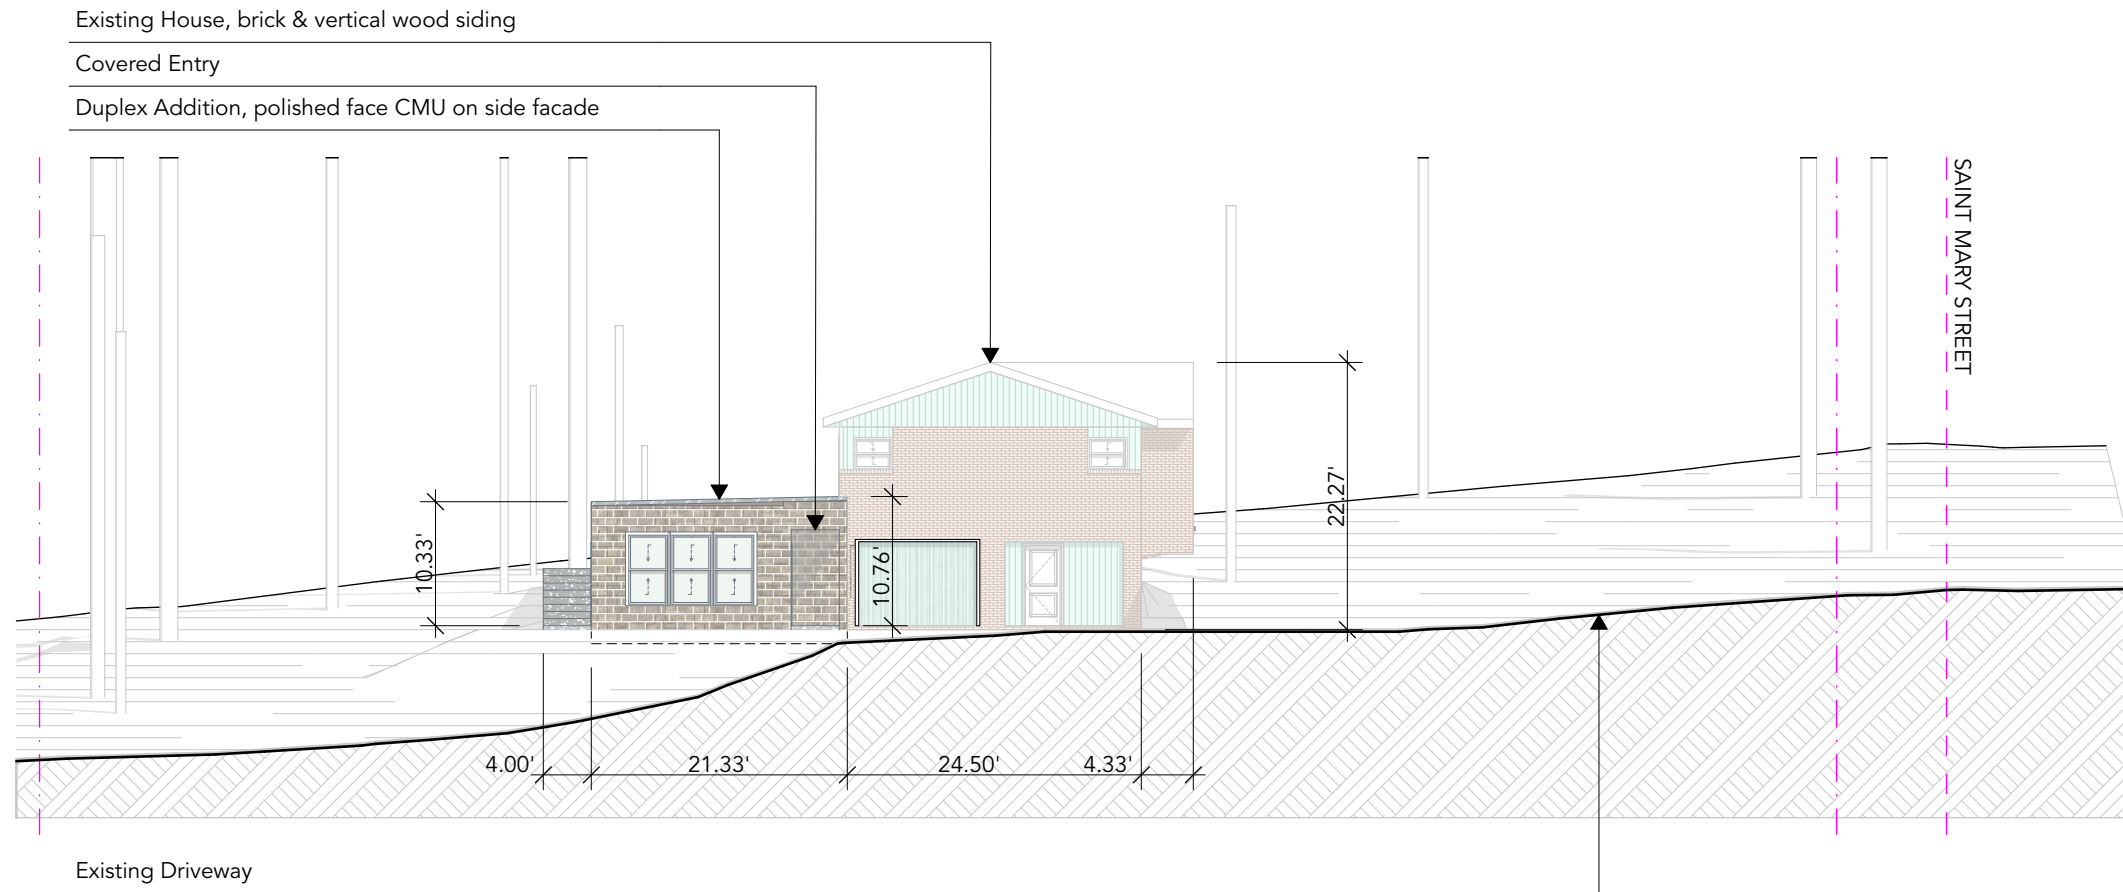 Existing House, brick & vertical wood siding
Covered Entry
Duplex Addition, polished face CMU on side facade
SAINT MARY STREET
22.27'
10.33'
10.76'
4.00'
21.33'
24.50'
4.33'
Existing Driveway